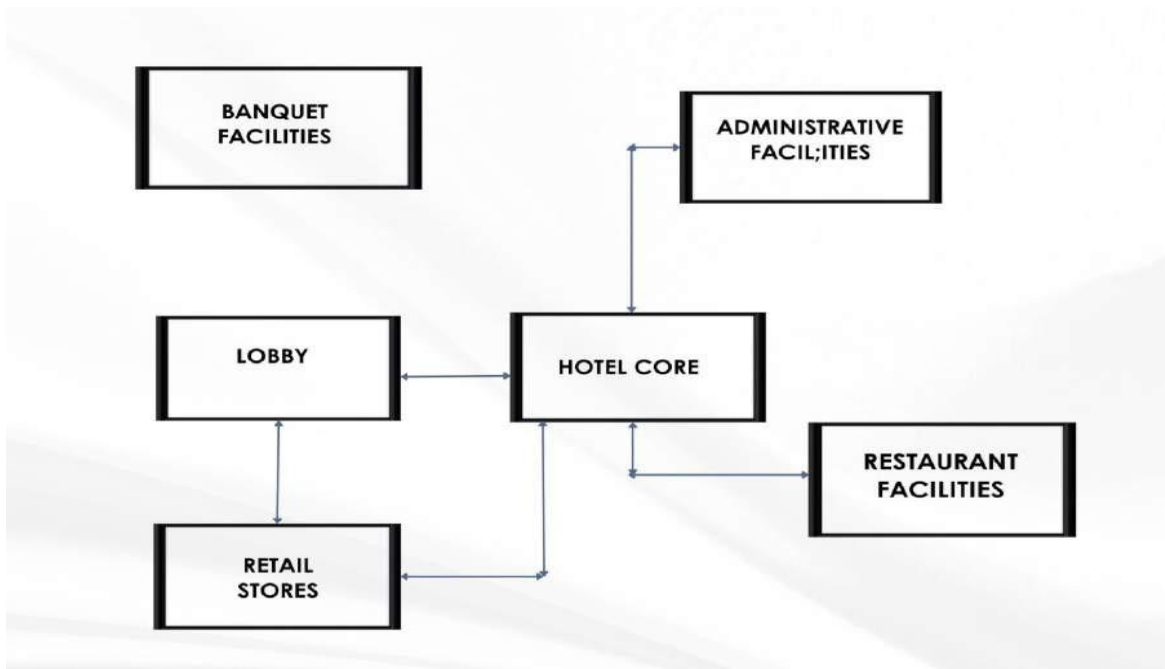 BANQUET
FACILITIES
ADMINISTRATIVE
FACIL;ITIES
LOBBY
HOTEL CORE
RESTAURANT
FACILITIES
RETAIL
STORES